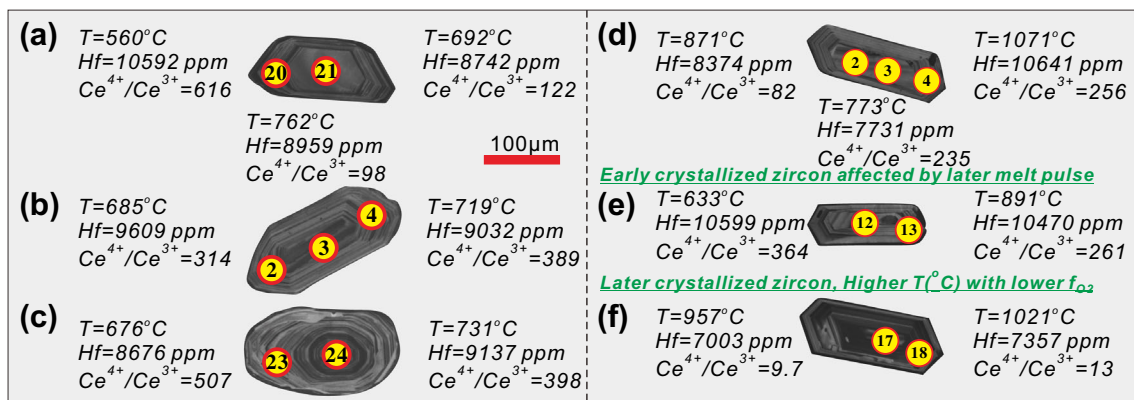 (a)
T=560°C
Hf=10592 ppm
Ce⁴⁺/Ce³⁺=616
20
21
T=692°C
Hf=8742 ppm
Ce⁴⁺/Ce³⁺=122
T=762°C
Hf=8959 ppm
Ce⁴⁺/Ce³⁺=98
100μm
(b)
T=685°C
Hf=9609 ppm
Ce⁴⁺/Ce³⁺=314
2
3
4
T=719°C
Hf=9032 ppm
Ce⁴⁺/Ce³⁺=389
(c)
T=676°C
Hf=8676 ppm
Ce⁴⁺/Ce³⁺=507
23
24
T=731°C
Hf=9137 ppm
Ce⁴⁺/Ce³⁺=398
(d)
T=871°C
Hf=8374 ppm
Ce⁴⁺/Ce³⁺=82
2
3
4
T=1071°C
Hf=10641 ppm
Ce⁴⁺/Ce³⁺=256
T=773°C
Hf=7731 ppm
Ce⁴⁺/Ce³⁺=235
Early crystallized zircon affected by later melt pulse
(e)
T=633°C
Hf=10599 ppm
Ce⁴⁺/Ce³⁺=364
12
13
T=891°C
Hf=10470 ppm
Ce⁴⁺/Ce³⁺=261
Later crystallized zircon, Higher T(°C) with lower fO2
(f)
T=957°C
Hf=7003 ppm
Ce⁴⁺/Ce³⁺=9.7
17
18
T=1021°C
Hf=7357 ppm
Ce⁴⁺/Ce³⁺=13